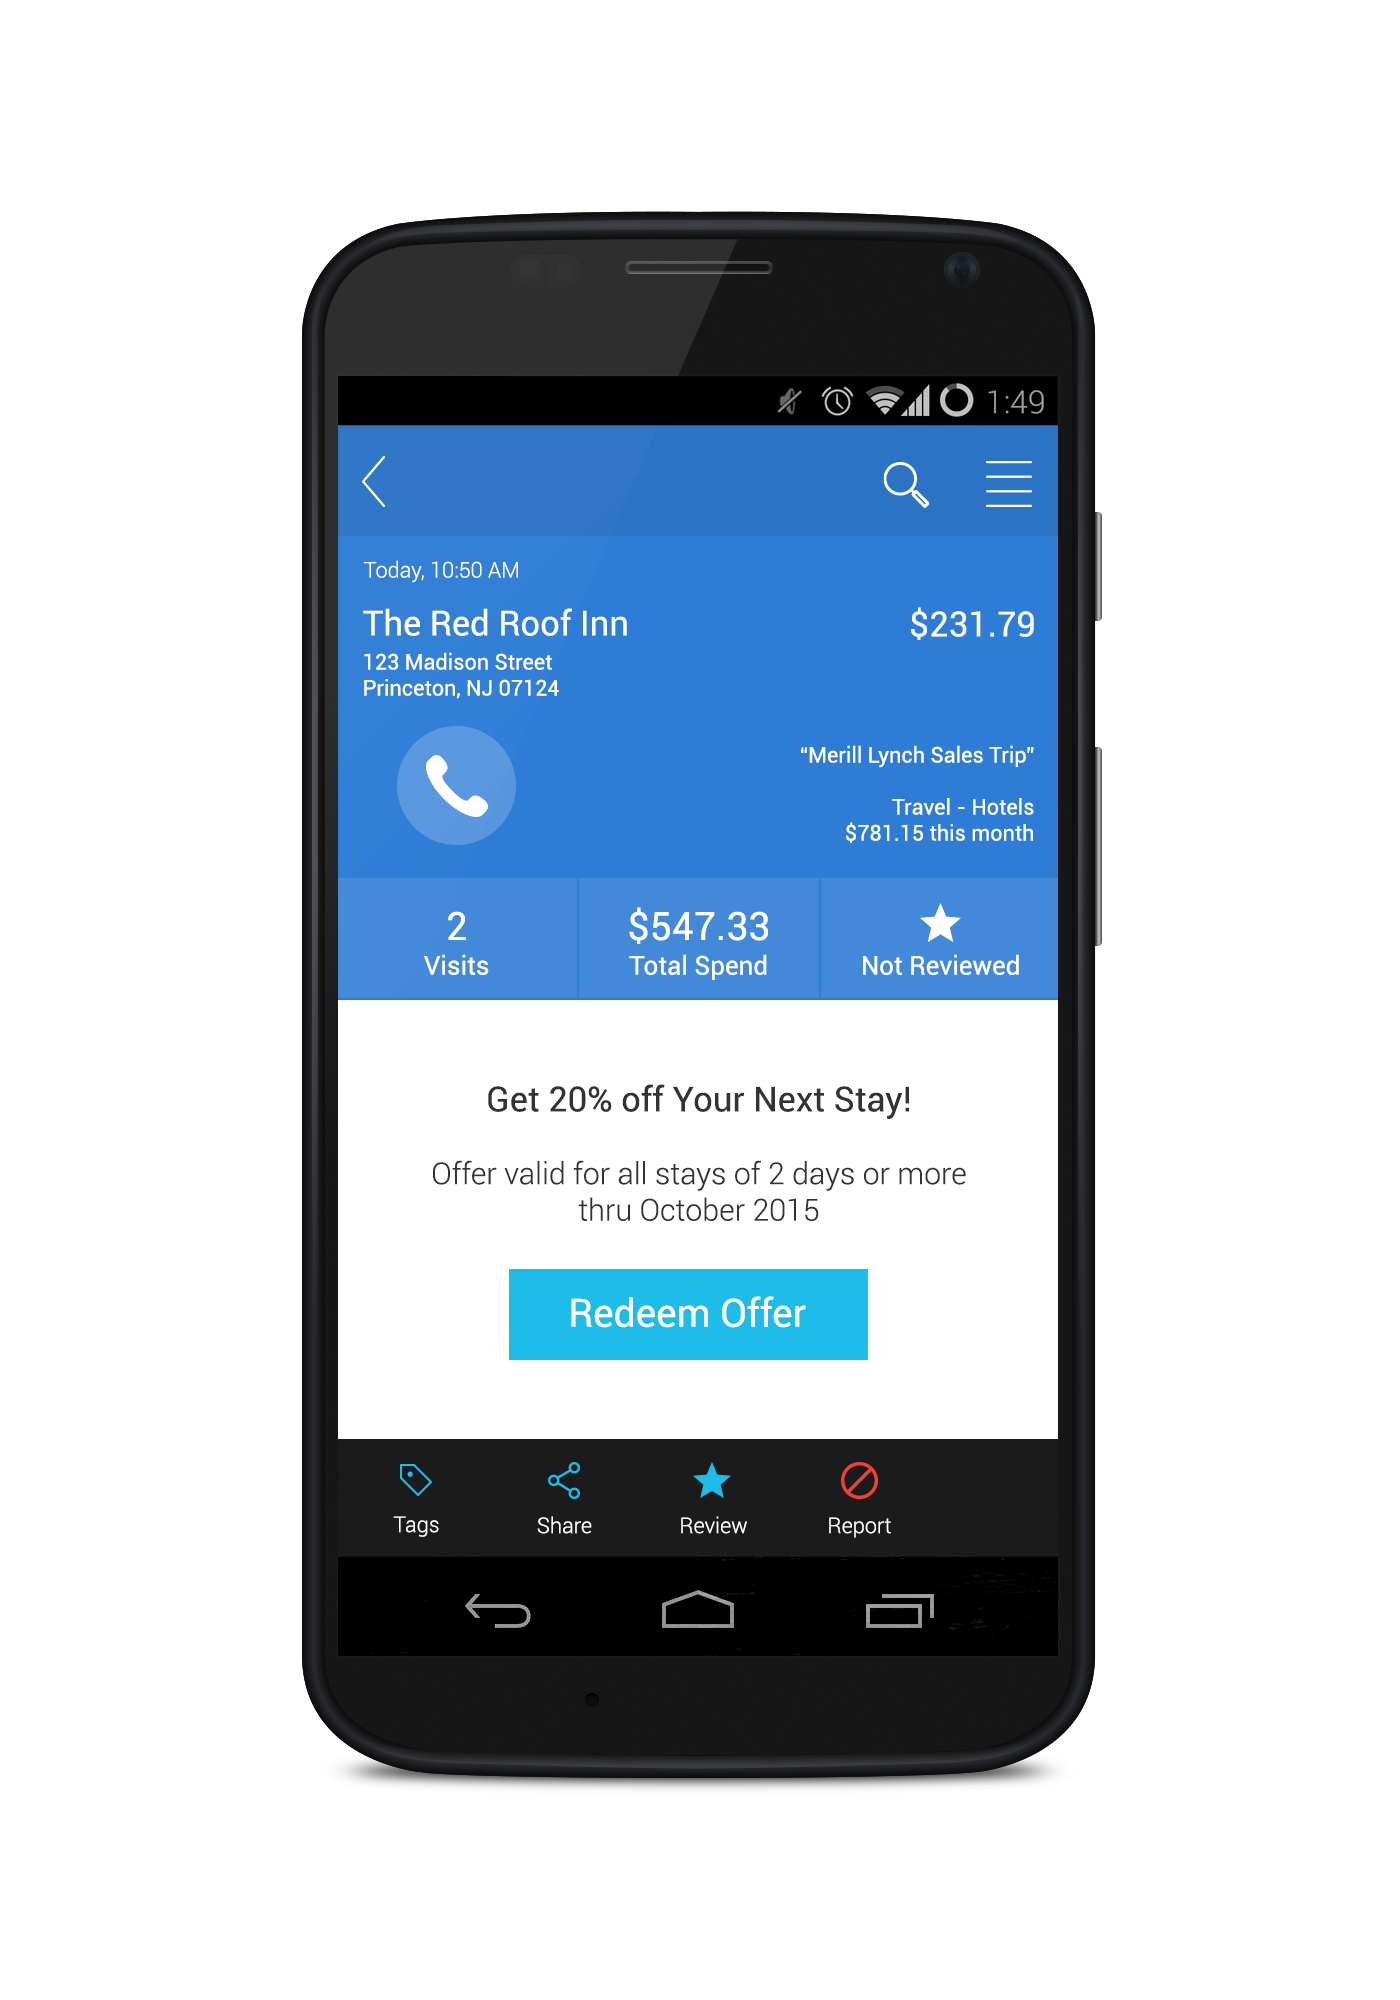 1:49
Today, 10:50 AM
The Red Roof Inn
$231.79
123 Madison Street
Princeton, NJ 07124
“Merill Lynch Sales Trip”
Travel - Hotels
$781.15 this month
2
Visits
$547.33
Total Spend
Not Reviewed
Get 20% off Your Next Stay!
Offer valid for all stays of 2 days or more
thru October 2015
Redeem Offer
Tags
Share
Review
Report